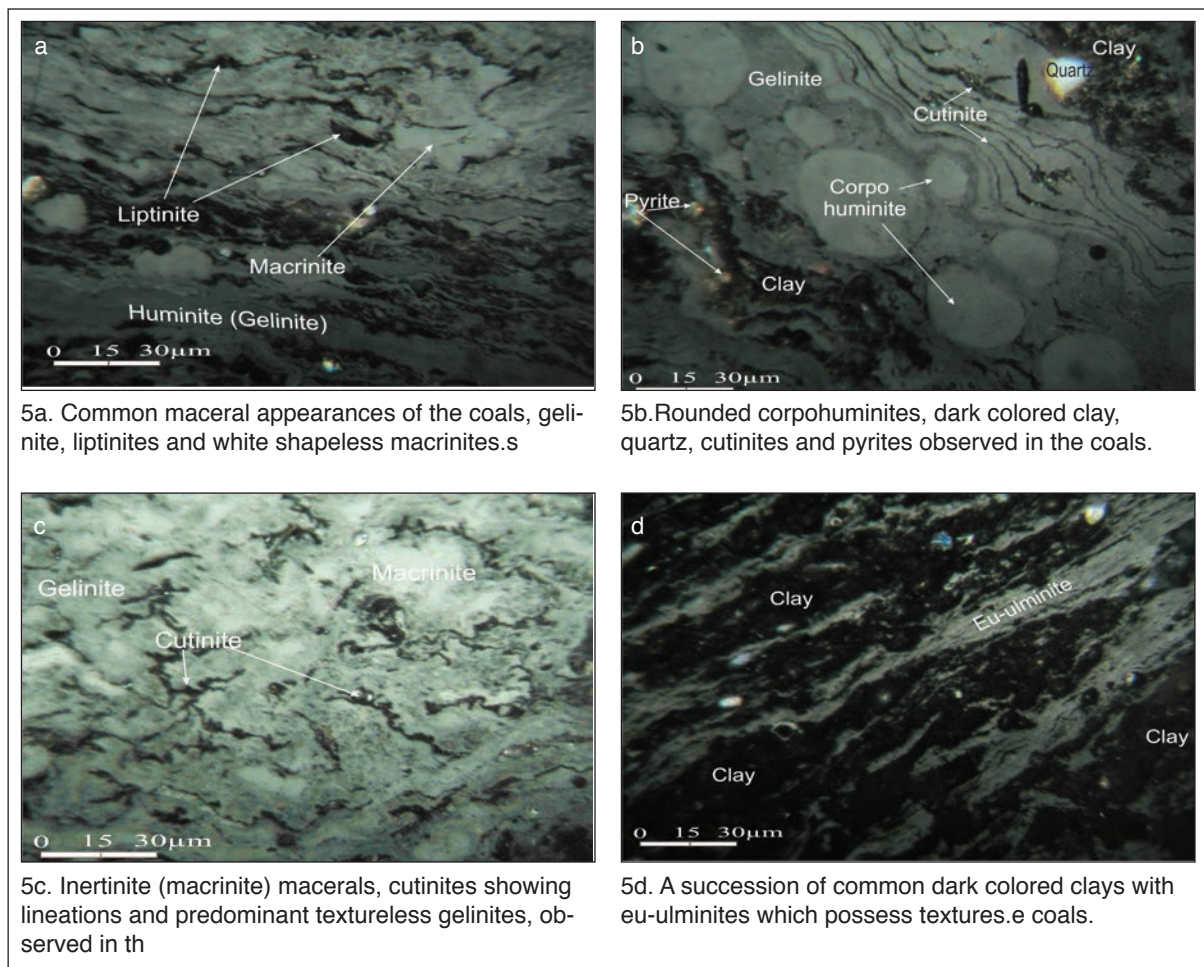 a
Liptinite
Macrinite
Huminite (Gelinite)
0 15 30µm
5a. Common maceral appearances of the coals, geli-
nite, liptinites and white shapeless macrinites.s
b
Clay
Quartz
Gelinite
Cutinite
Corpo
huminite
Pyrite
Clay
0 15 30µm
5b.Rounded corpohuminites, dark colored clay,
quartz, cutinites and pyrites observed in the coals.
c
Macrinite
Gelinite
Cutinite
0 15 30µm
5c. Inertinite (macrinite) macerals, cutinites showing
lineations and predominant textureless gelinites, ob-
served in th
d
Clay
Eu-ulminite
Clay
Clay
0 15 30µm
5d. A succession of common dark colored clays with
eu-ulminites which possess textures.e coals.